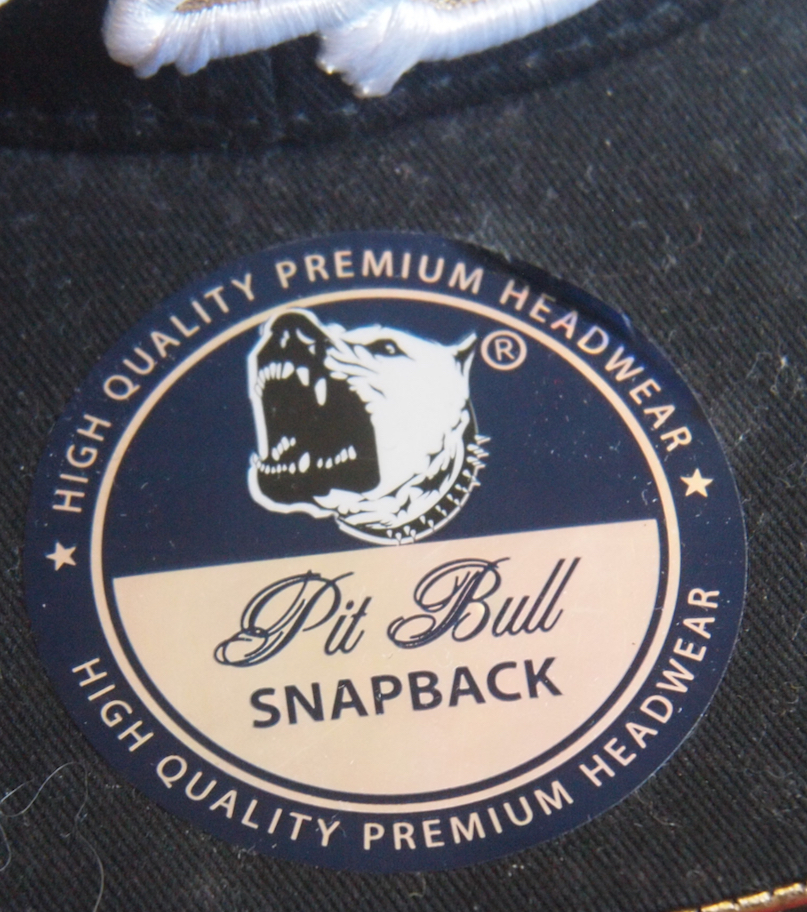 HIGH QUALITY PREMIUM HEADWEAR
®
Pit Bull
SNAPBACK
HIGH QUALITY PREMIUM HEADWEAR